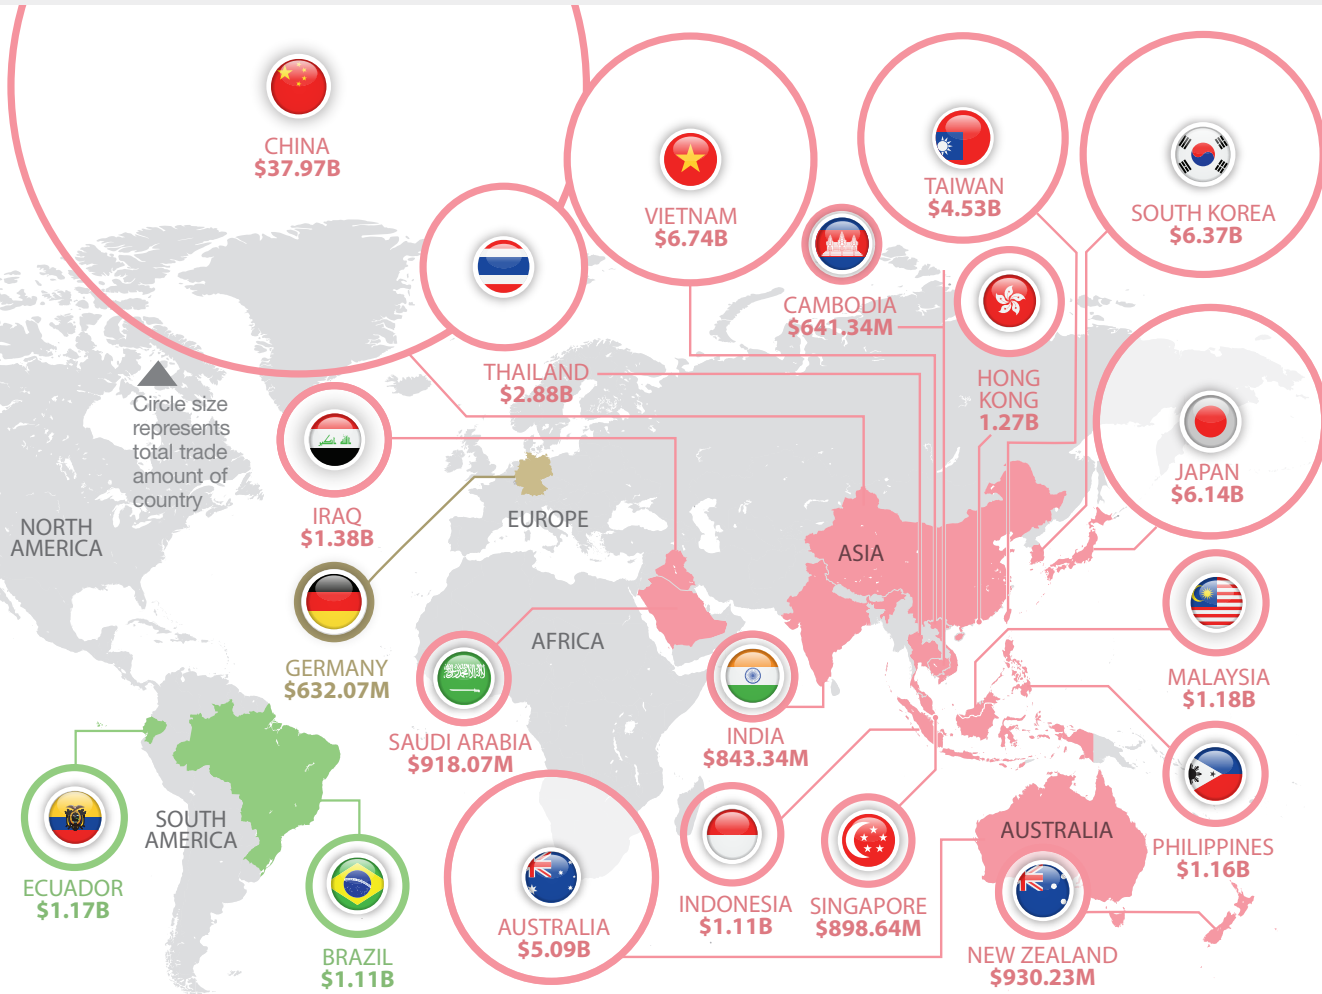 CHINA
$37.97B
VIETNAM
$6.74B
TAIWAN
$4.53B
SOUTH KOREA
$6.37B
CAMBODIA
$641.34M
THAILAND
$2.88B
HONG
KONG
1.27B
Circle size
represents
total trade
amount of
country
JAPAN
$6.14B
IRAQ
$1.38B
NORTH
AMERICA
EUROPE
ASIA
GERMANY
$632.07M
AFRICA
MALAYSIA
$1.18B
SAUDI ARABIA
$918.07M
INDIA
$843.34M
SOUTH
AMERICA
AUSTRALIA
PHILIPPINES
$1.16B
ECUADOR
$1.17B
BRAZIL
$1.11B
AUSTRALIA
$5.09B
INDONESIA
$1.11B
SINGAPORE
$898.64M
NEW ZEALAND
$930.23M